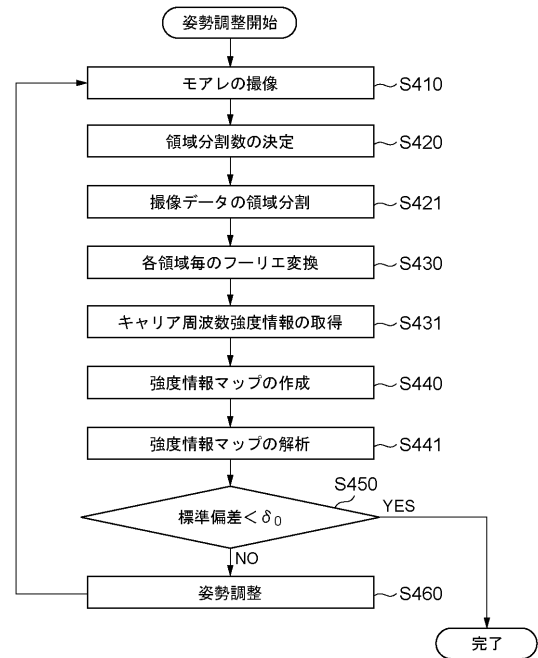 姿勢調整開始
モアレの撮像
S410
領域分割数の決定
S420
撮像データの領域分割
S421
各領域毎のフーリエ変換
S430
キャリア周波数強度情報の取得
S431
強度情報マップの作成
S440
強度情報マップの解析
S441
S450
標準偏差<δ₀
YES
NO
姿勢調整
S460
完了